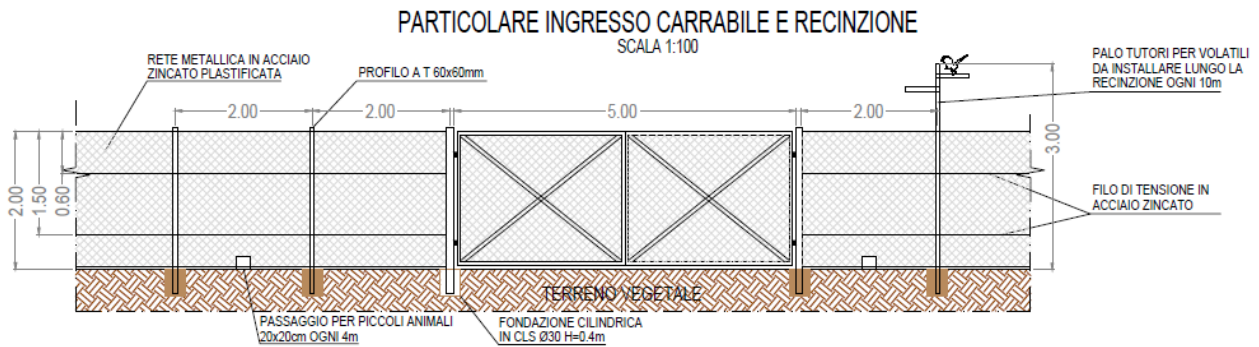 PARTICOLARE INGRESSO CARRABILE E RECINZIONE
SCALA 1:100
RETE METALLICA IN ACCIAIO
ZINCATO PLASTIFICATA
PROFILO A T 60x60mm
PALO TUTORI PER VOLATILI
DA INSTALLARE LUNGO LA
RECINZIONE OGNI 10m
2.00
2.00
5.00
2.00
3.00
2.00
1.50
0.60
FILO DI TENSIONE IN
ACCIAIO ZINCATO
TERRENO VEGETALE
PASSAGGIO PER PICCOLI ANIMALI
20x20cm OGNI 4m
FONDAZIONE CILINDRICA
IN CLS Ø30 H=0.4m